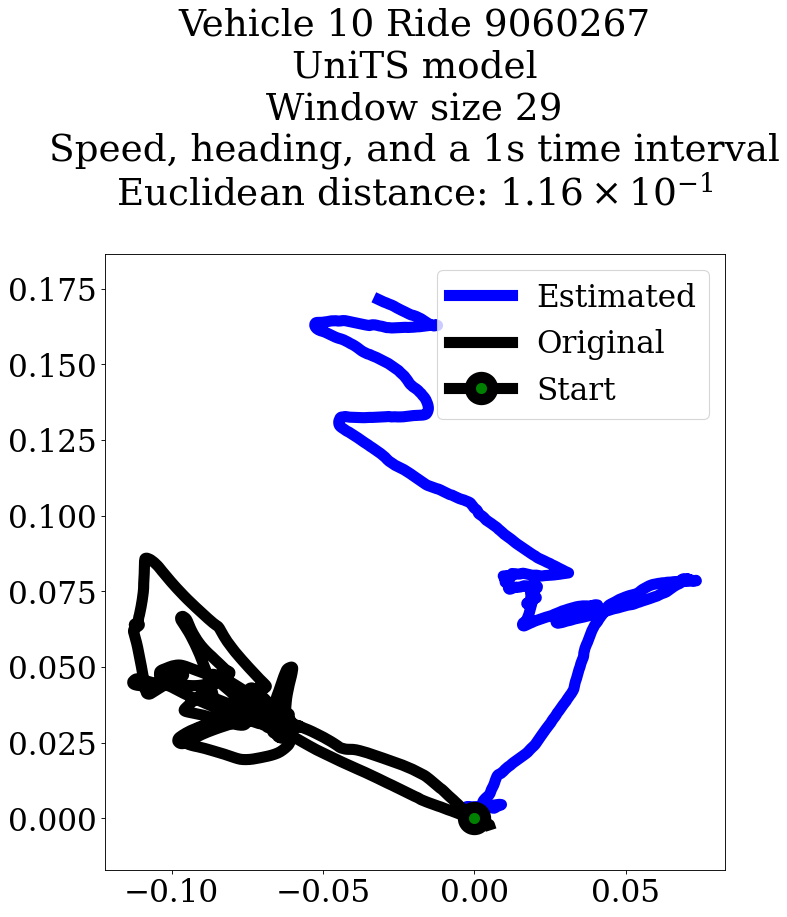 Vehicle 10 Ride 9060267
UniTS model
Window size 29
Speed, heading, and a 1s time interval
Euclidean distance: 1.16 × 10⁻¹
0.175
0.150
0.125
0.100
0.075
0.050
0.025
0.000
−0.10 −0.05 0.00 0.05
Estimated
Original
Start